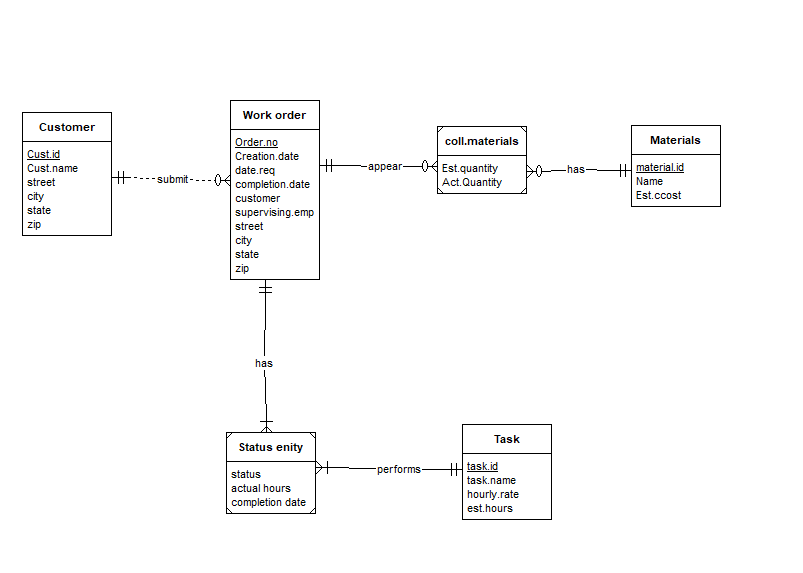 Customer
Cust.id
Cust.name
street
city
state
zip
submit
Work order
Order.no
Creation.date
date.req
completion.date
customer
supervising.emp
street
city
state
zip
appear
coll.materials
Est.quantity
Act.Quantity
has
Materials
material.id
Name
Est.ccost
has
Status enity
status
actual hours
completion date
performs
Task
task.id
task.name
hourly.rate
est.hours